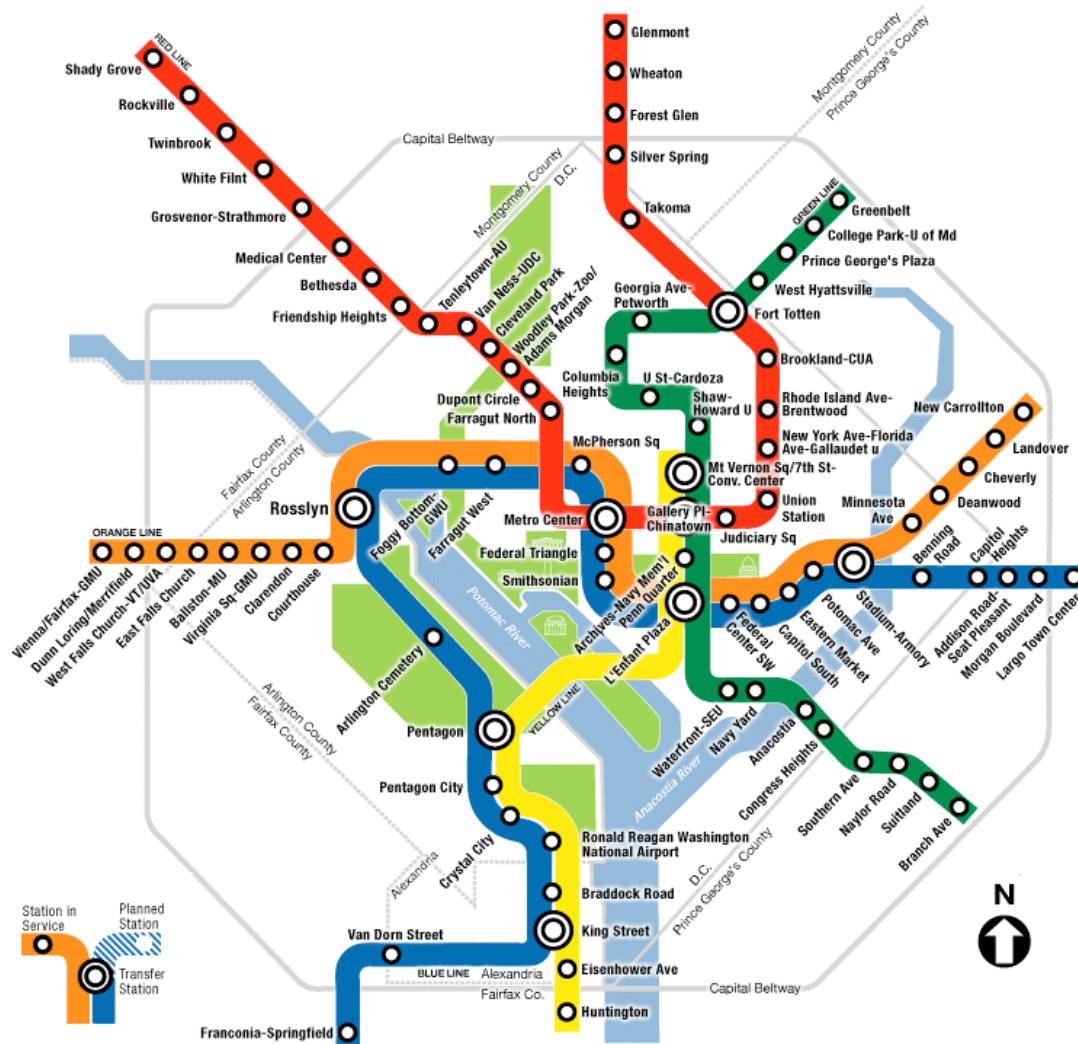 RED LINE
Shady Grove
Rockville
Twinbrook
White Filnt
Grosvenor-Strathmore
Medical Center
Bethesda
Friendship Heights
Tenleytown-AU
Van Ness-UDC
Cleveland Park
Woodley Park-Zoo/
Adams Morgan
Dupont Circle
Farragut North
Glenmont
Wheaton
Forest Glen
Silver Spring
Takoma
Capital Beltway
Montgomery County
D.C.
Montgomery County
Prince George's County
GREEN LINE
Greenbelt
College Park-U of Md
Prince George's Plaza
West Hyattsville
Fort Totten
Georgia Ave-
Petworth
Columbia
Heights
U St-Cardoza
Shaw-
Howard U
Brookland-CUA
Rhode Island Ave-
Brentwood
New York Ave-Florida
Ave-Gallaudet u
Mt Vernon Sq/7th St-
Conv. Center
Union
Station
Judiciary Sq
Gallery Pl-
Chinatown
Metro Center
McPherson Sq
Farragut West
Foggy Bottom-
GWU
Rosslyn
Fairfax County
Arlington County
ORANGE LINE
Vienna/Fairfax-GMU
Dunn Loring/Merrifield
West Falls Church-VT/UVA
East Falls Church
Ballston-MU
Virginia Sq-GMU
Clarendon
Courthouse
Federal Triangle
Smithsonian
Archives-Navy Mem'l
Penn Quarter
L'Enfant Plaza
Federal
Center SW
Capitol South
Eastern Market
Potomac Ave
Stadium-Armory
Minnesota
Ave
Deanwood
Cheverly
Landover
New Carrollton
Benning
Road
Capitol
Heights
Addison Road-
Seat Pleasant
Morgan Boulevard
Largo Town Center
Potomac River
Arlington Cemetery
Arlington County
Fairfax County
Pentagon
YELLOW LINE
Pentagon City
Crystal City
Ronald Reagan Washington
National Airport
Braddock Road
King Street
Eisenhower Ave
Huntington
Van Dorn Street
BLUE LINE
Alexandria
Fairfax Co.
Alexandria
Franconia-Springfield
Anacostia River
Waterfront-SEU
Navy Yard
Anacostia
Congress Heights
Southern Ave
Naylor Road
Suitland
Branch Ave
D.C.
Prince George's County
Capital Beltway
N
Station in
Service
Planned
Station
Transfer
Station